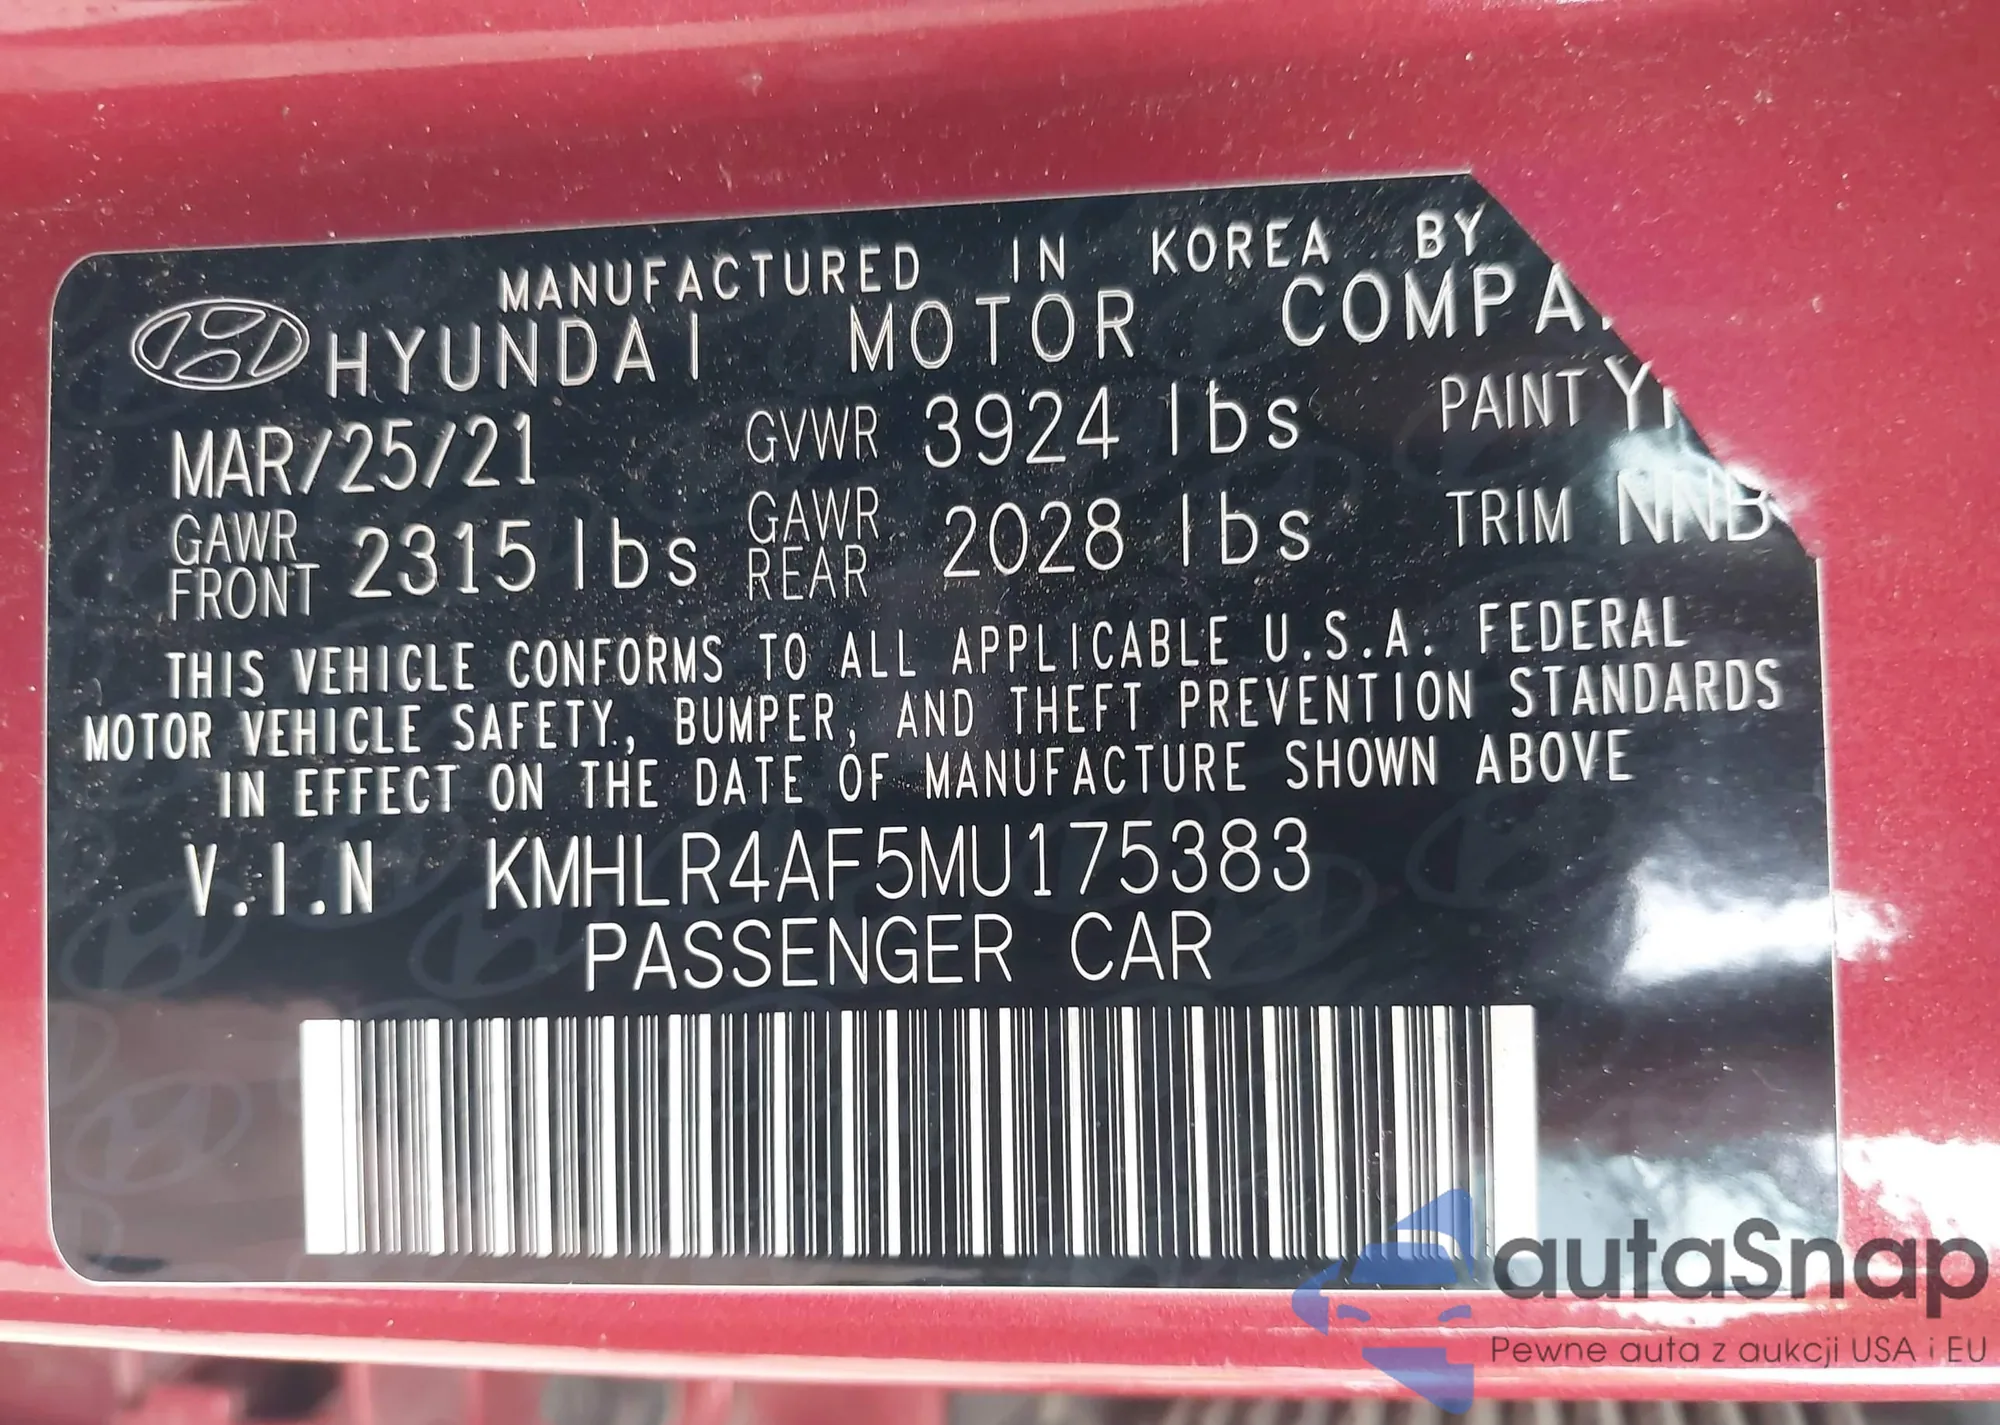 MANUFACTURED IN KOREA BY
HYUNDAI MOTOR
MAR/25/21 GVWR 3924 lbs PAINT
GAWR FRONT 2315 lbs GAWR REAR 2028 lbs TRIM NNB
THIS VEHICLE CONFORMS TO ALL APPLICABLE U.S.A. FEDERAL
MOTOR VEHICLE SAFETY, BUMPER, AND THEFT PREVENTION STANDARDS
IN EFFECT ON THE DATE OF MANUFACTURE SHOWN ABOVE
V.I.N KMHLR4AF5MU175383
PASSENGER CAR
autaSnap
Pewne auta z aukcji USA i EU